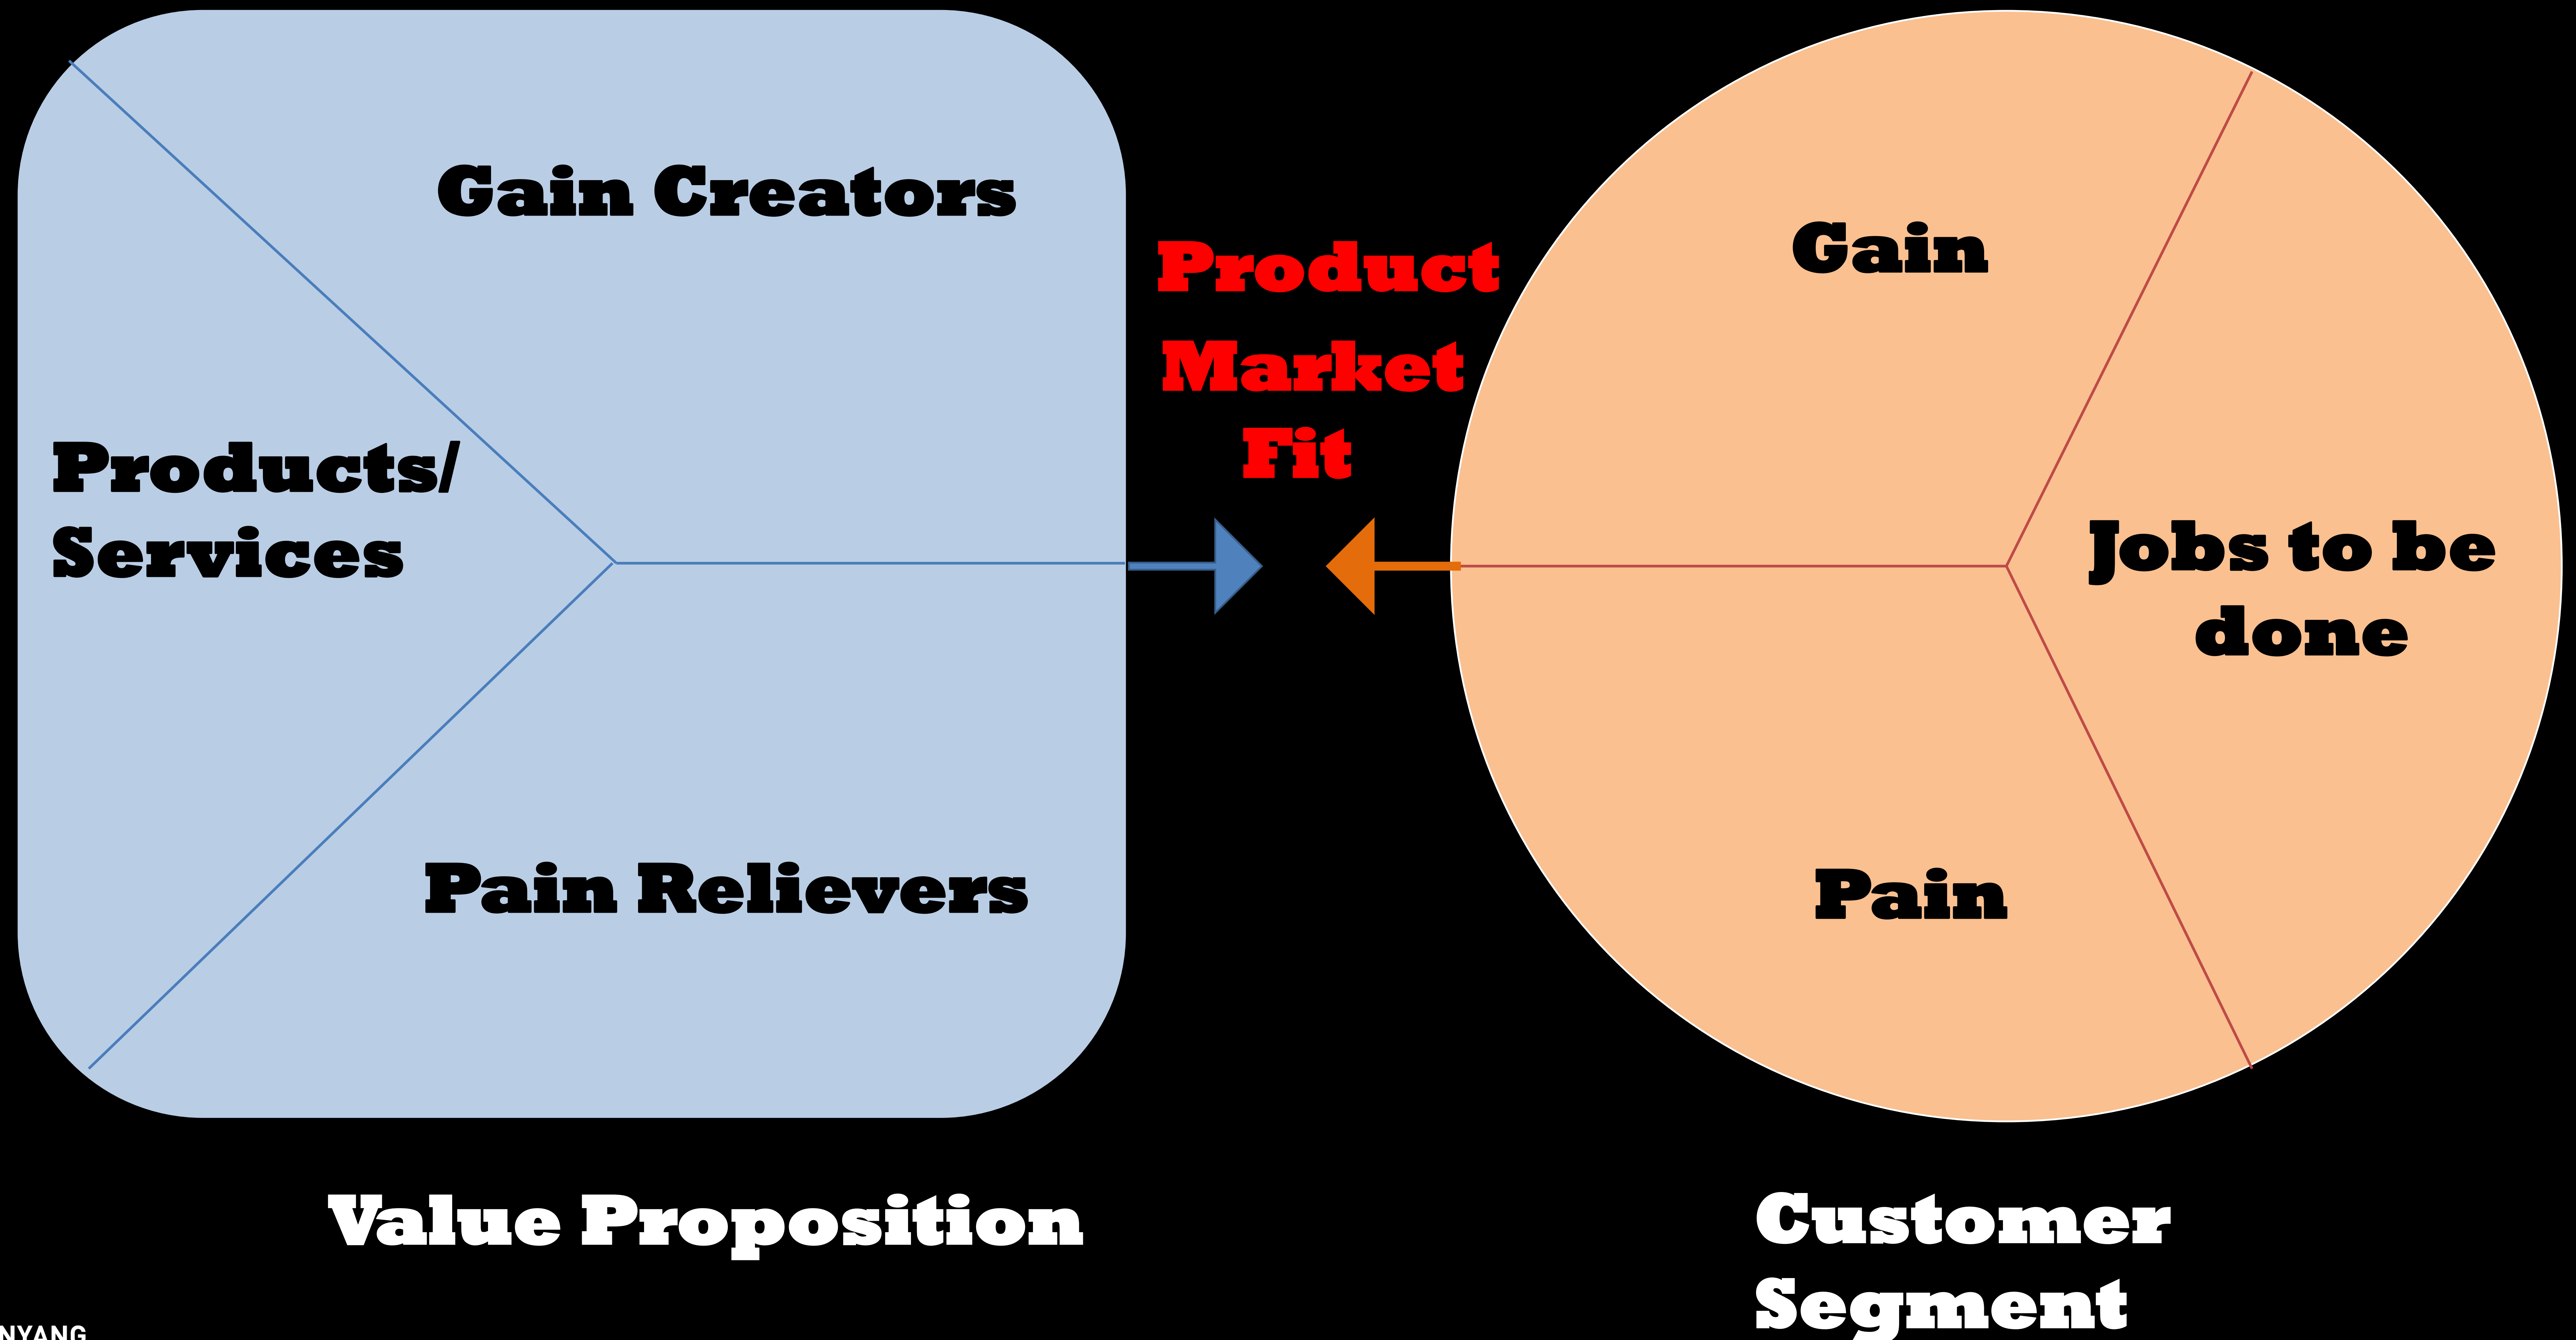 Gain Creators
Products/
Services
Pain Relievers
Product
Market
Fit
Gain
Jobs to be
done
Pain
Value Proposition
Customer
Segment
NYANG